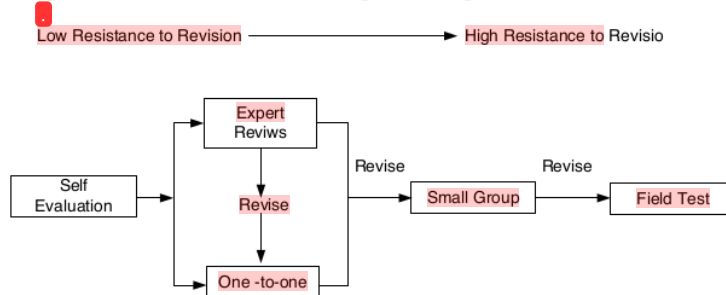 Low Resistance to Revision
High Resistance to Revisio
Expert
Reviws
Revise
Revise
Self
Evaluation
Revise
Small Group
Field Test
One -to-one